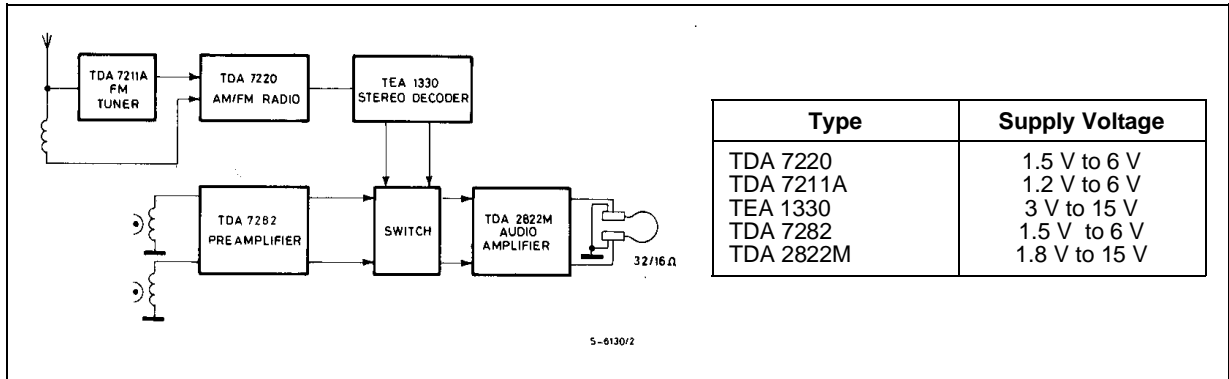 TDA 7211A
FM
TUNER
TDA 7220
AM/FM RADIO
TEA 1330
STEREO DECODER
TDA 7282
PREAMPLIFIER
SWITCH
TDA 2822M
AUDIO
AMPLIFIER
32/16Ω
S-6130/2
Type Supply Voltage
TDA 7220 1.5 V to 6 V
TDA 7211A 1.2 V to 6 V
TEA 1330 3 V to 15 V
TDA 7282 1.5 V to 6 V
TDA 2822M 1.8 V to 15 V